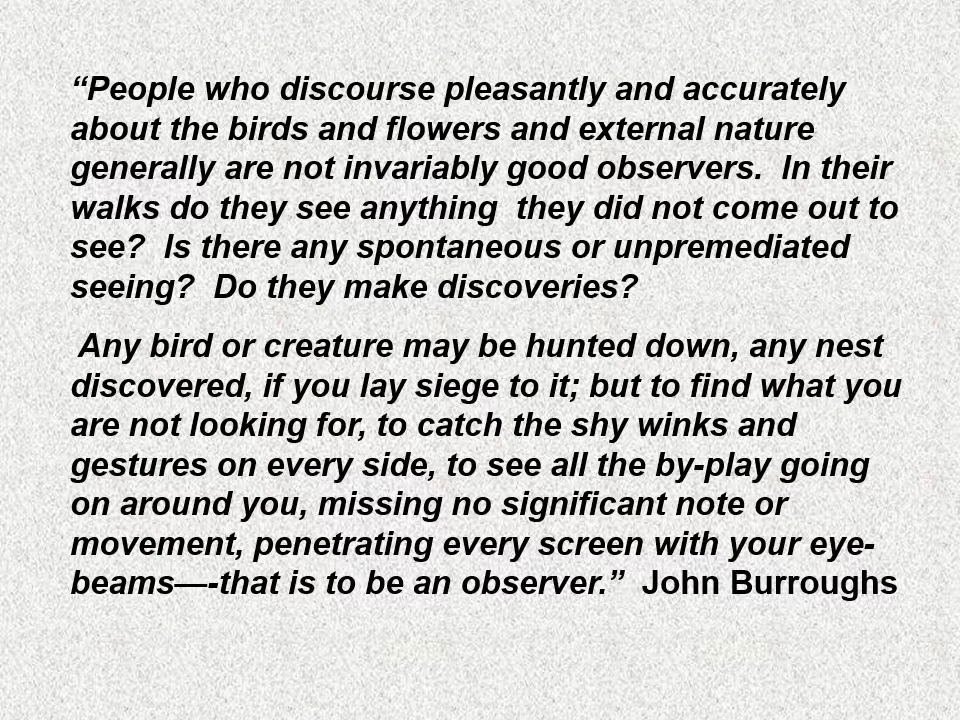 “People who discourse pleasantly and accurately
about the birds and flowers and external nature
generally are not invariably good observers.  In their
walks do they see anything  they did not come out to
see?  Is there any spontaneous or unpremediated
seeing?  Do they make discoveries?
Any bird or creature may be hunted down, any nest
discovered, if you lay siege to it; but to find what you
are not looking for, to catch the shy winks and
gestures on every side, to see all the by-play going
on around you, missing no significant note or
movement, penetrating every screen with your eye-
beams—-that is to be an observer.”  John Burroughs